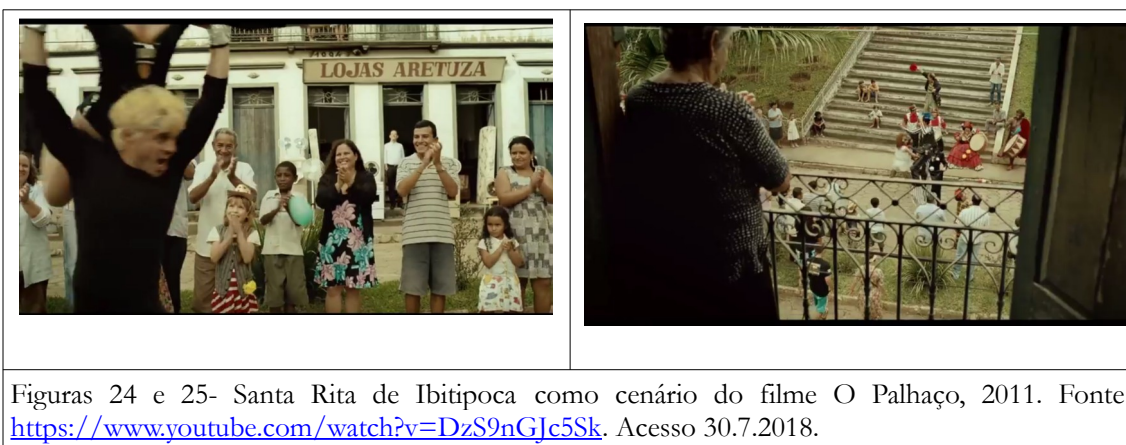 LOJAS ARETUZA
Figuras 24 e 25- Santa Rita de Ibitipoca como cenário do filme O Palhaço, 2011. Fonte
https://www.youtube.com/watch?v=DzS9nGJc5Sk. Acesso 30.7.2018.